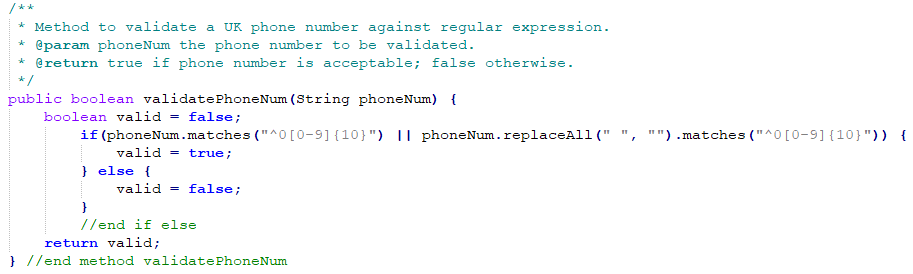 /**
 * Method to validate a UK phone number against regular expression.
 * @param phoneNum the phone number to be validated.
 * @return true if phone number is acceptable; false otherwise.
 */
public boolean validatePhoneNum(String phoneNum) {
    boolean valid = false;
        if(phoneNum.matches("^0[0-9]{10}") || phoneNum.replaceAll(" ", "").matches("^0[0-9]{10}")) {
            valid = true;
        } else {
            valid = false;
        }
        //end if else
    return valid;
} //end method validatePhoneNum